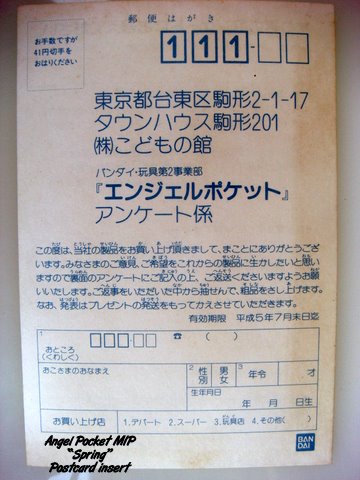 郵便はがき
お手数ですが
41円切手を
おはりください
111-
東京都台東区駒形2-1-17
タウンハウス駒形201
㈱こどもの館
バンダイ・玩具第2事業部
『エンジェルポケット』
アンケート係
この度は、当社の製品をお買い上げ頂きまして、まことにありがとうござ
います。みなさまのご意見、ご希望をこれからの製品に生かしたいと思い
ますので裏面のアンケートにご記入の上、ご返送くださいますようお願
いいたします。ご返事をいただいた中から抽せんで、粗品をさし上げます。
なお、発表はプレゼントの発送をもってかえさせていただきます。
有効期限 平成5年7月末日迄
1
☎ ( )
おところ
(くわしく)
おこさまのおなまえ
2 性別 男 女
3 年令 才
生年月日
年 月 日生
お買い上げ店 1.デパート 2.スーパー 3.玩具店 4.その他( )
BAN
DAI
Angel Pocket MIP
"Spring"
Postcard insert